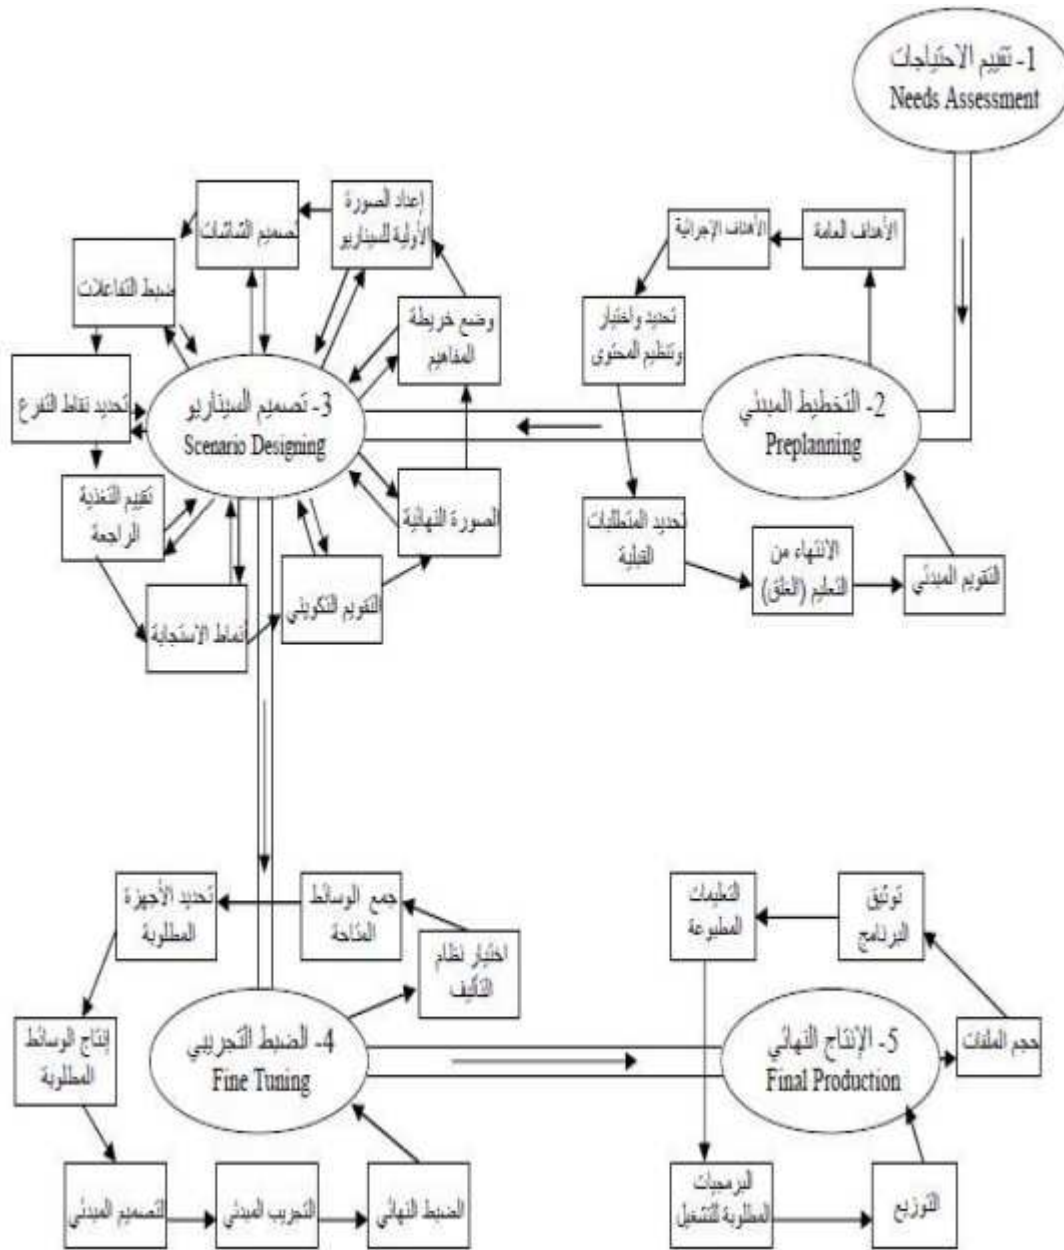 1- تقييم الاحتياجات
Needs Assessment
الأهداف العامة
الأهداف الإجرائية
تحديد واختيار
وتنظيم المحتوى
تحديد المتطلبات
القبلية
الانتهاء من
التعليم (الغلق)
التقويم المبدئي
2- التخطيط المبدئي
Preplanning
3- تصميم السيناريو
Scenario Designing
وضع خريطة
المفاهيم
إعداد الصورة
الأولية للسيناريو
تصميم الشاشات
ضبط التفاعلات
تحديد نقاط التفرع
تقييم التغذية
الراجعة
أنماط الاستجابة
التقويم التكويني
الصورة النهائية
4- الضبط التجريبي
Fine Tuning
اختيار نظام
التأليف
جمع الوسائط
المتاحة
تحديد الأجهزة
المطلوبة
إنتاج الوسائط
المطلوبة
التصميم المبدئي
التجريب المبدئي
الضبط النهائي
5- الإنتاج النهائي
Final Production
حجم الملفات
توثيق
البرنامج
التعليمات
المطبوعة
البرمجيات
المطلوبة للتشغيل
التوزيع